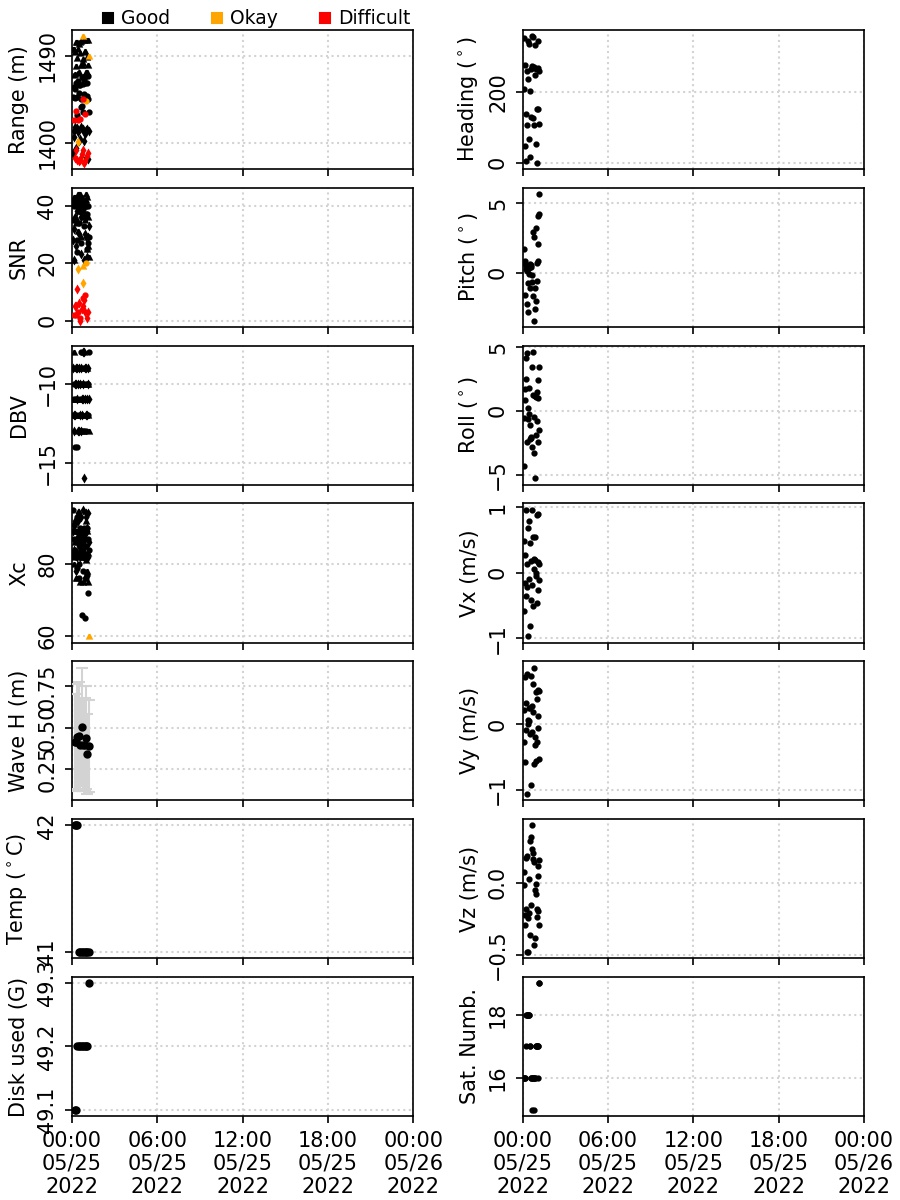 Good Okay Difficult
Range (m) 1490 1400
Heading (°) 200 0
SNR 40 20 0
Pitch (°) 5 0
DBV −10 −15
Roll (°) 5 0 −5
Xc 80 60
Vx (m/s) 1 0 −1
Wave H (m) 0.75 0.50 0.25
Vy (m/s) 0 −1
Temp (°C) 42 41
Vz (m/s) 0.0 −0.5
Disk used (G) 49.3 49.2 49.1
Sat. Numb. 18 16
00:00 06:00 12:00 18:00 00:00 00:00 06:00 12:00 18:00 00:00
05/25 05/25 05/25 05/25 05/26 05/25 05/25 05/25 05/25 05/26
2022 2022 2022 2022 2022 2022 2022 2022 2022 2022